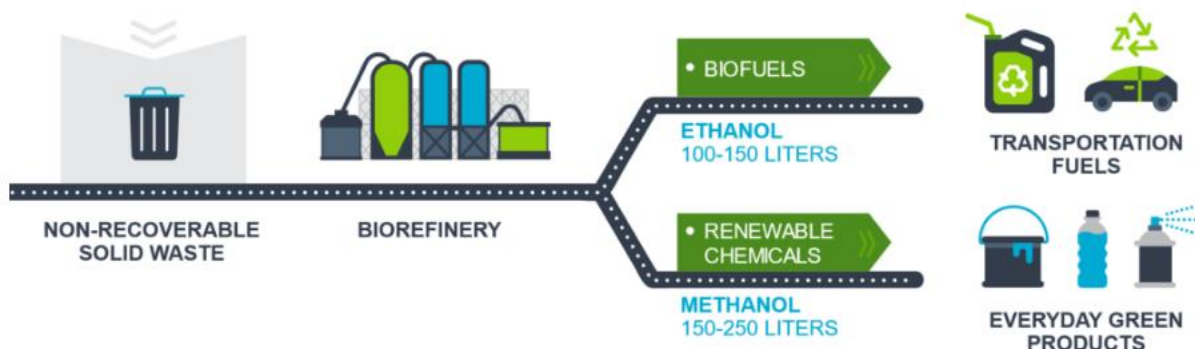 NON-RECOVERABLE
SOLID WASTE
BIOREFINERY
• BIOFUELS
ETHANOL
100-150 LITERS
TRANSPORTATION
FUELS
• RENEWABLE
CHEMICALS
METHANOL
150-250 LITERS
EVERYDAY GREEN
PRODUCTS